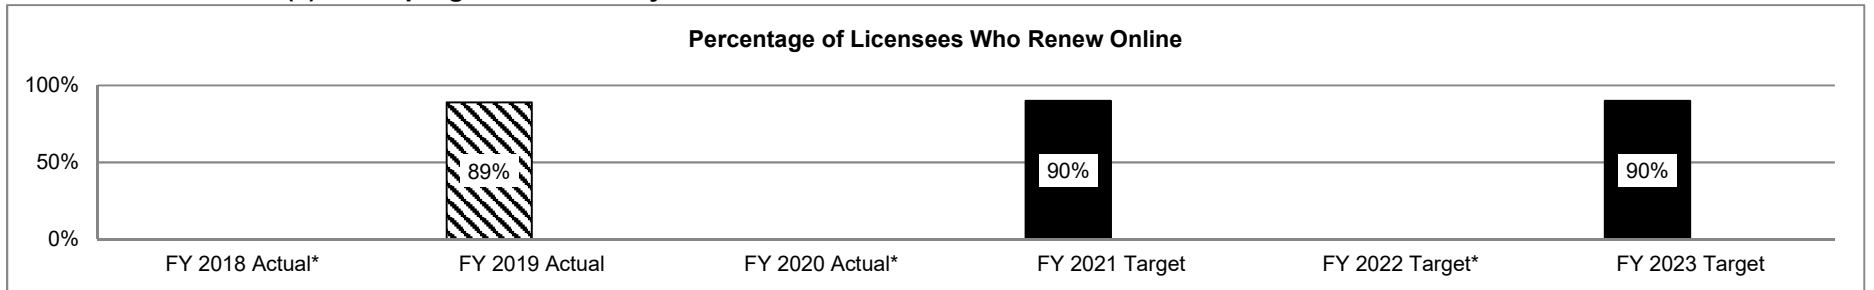 Percentage of Licensees Who Renew Online
100%
50%
0%
89%
90%
90%
FY 2018 Actual*
FY 2019 Actual
FY 2020 Actual*
FY 2021 Target
FY 2022 Target*
FY 2023 Target